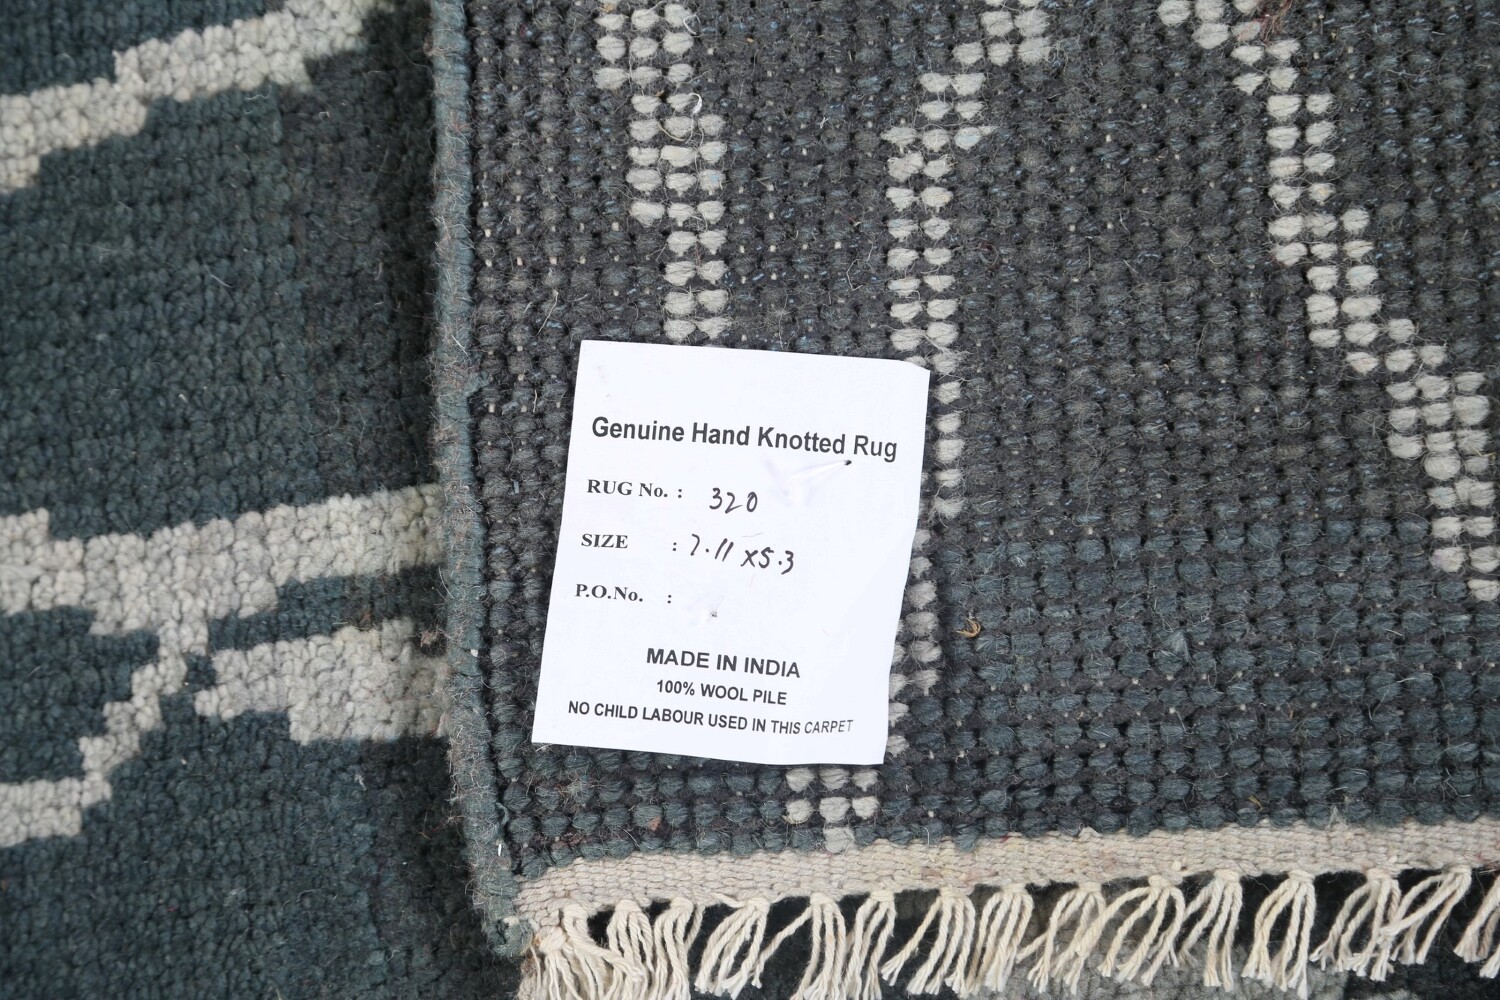 Genuine Hand Knotted Rug
RUG No. : 320
SIZE : 7.11 x5.3
P.O.No. :
MADE IN INDIA
100% WOOL PILE
NO CHILD LABOUR USED IN THIS CARPET